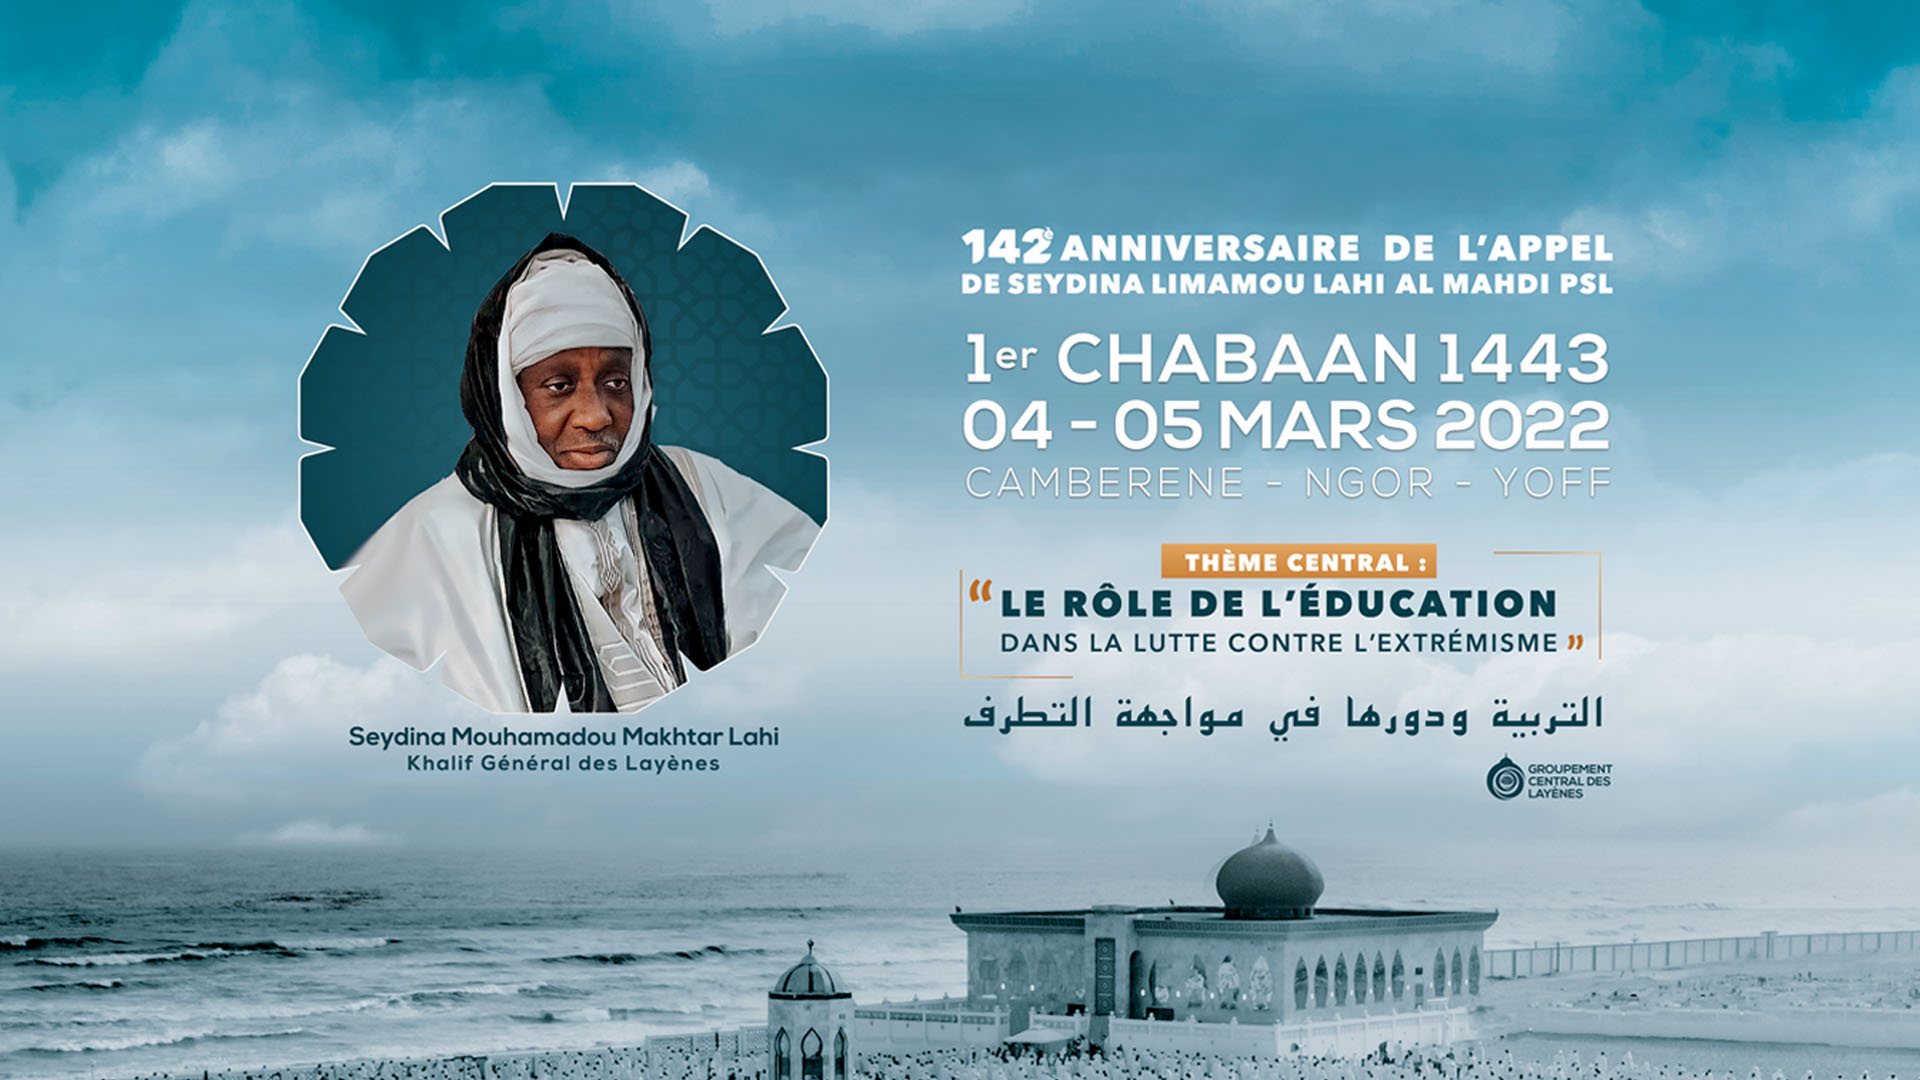 142è ANNIVERSAIRE DE L'APPEL
DE SEYDINA LIMAMOU LAHI AL MAHDI PSL
1er CHABAAN 1443
04 - 05 MARS 2022
CAMBERENE - NGOR - YOFF
THÈME CENTRAL :
“LE RÔLE DE L'ÉDUCATION
DANS LA LUTTE CONTRE L'EXTRÉMISME”
التربية ودورها في مواجهة التطرف
Seydina Mouhamadou Makhtar Lahi
Khalif Général des Layènes
GROUPEMENT
CENTRAL DES
LAYÈNES